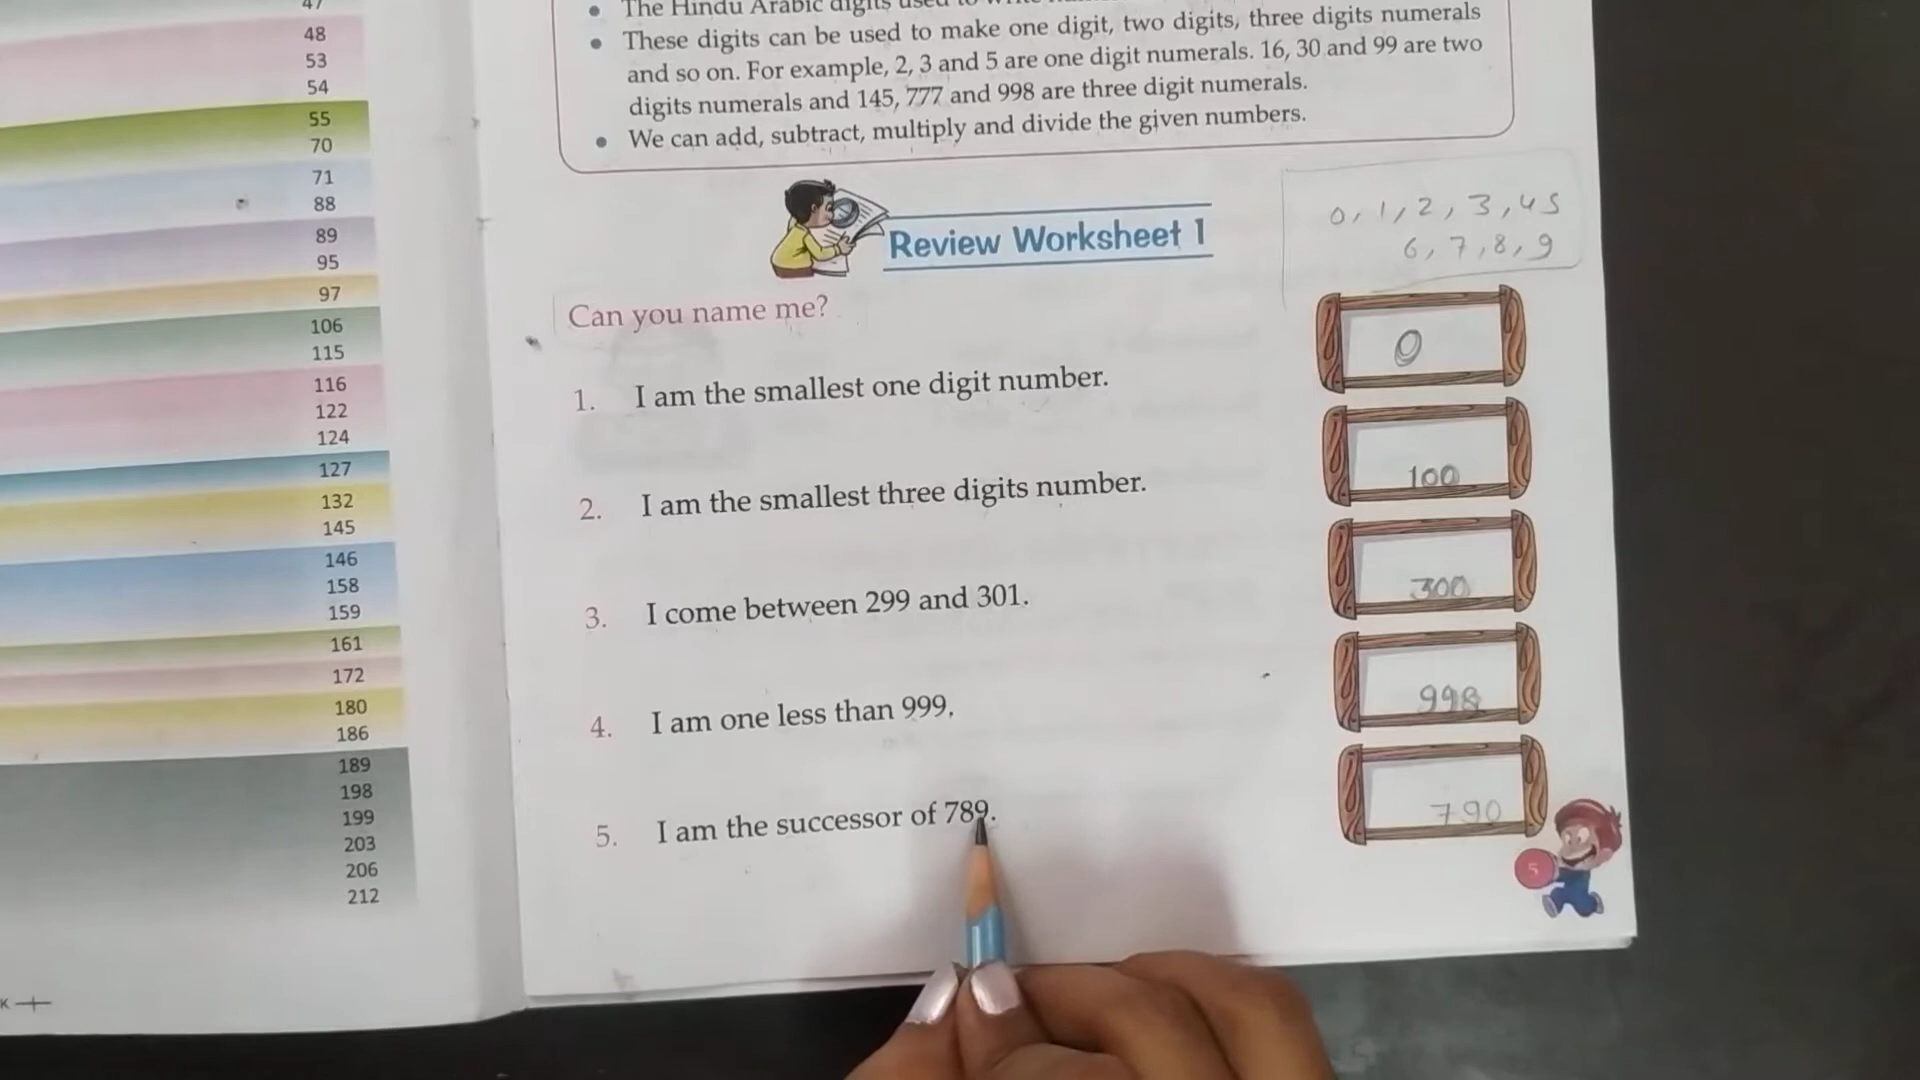 47
48
53
54
55
70
71
88
89
95
97
106
115
116
122
124
127
132
145
146
158
159
161
172
180
186
189
198
199
203
206
212
K
The Hindu Arabic digits used to
• These digits can be used to make one digit, two digits, three digits numerals
and so on. For example, 2, 3 and 5 are one digit numerals. 16, 30 and 99 are two
digits numerals and 145, 777 and 998 are three digit numerals.
• We can add, subtract, multiply and divide the given numbers.
Review Worksheet 1
0, 1, 2, 3, 4 5
6, 7, 8, 9
Can you name me?
1. I am the smallest one digit number. 0
2. I am the smallest three digits number. 100
3. I come between 299 and 301. 300
4. I am one less than 999. 998
5. I am the successor of 789. 790
5